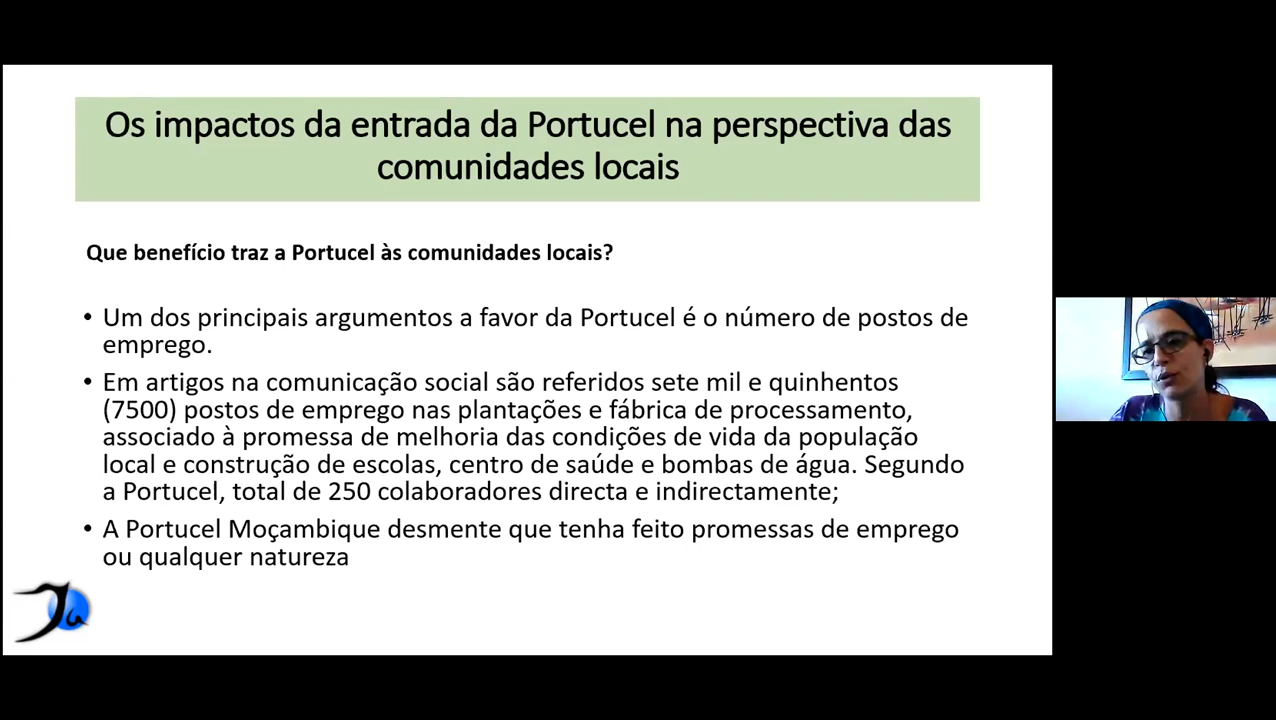 Os impactos da entrada da Portucel na perspectiva das
comunidades locais
Que benefício traz a Portucel às comunidades locais?
• Um dos principais argumentos a favor da Portucel é o número de postos de
emprego.
• Em artigos na comunicação social são referidos sete mil e quinhentos
(7500) postos de emprego nas plantações e fábrica de processamento,
associado à promessa de melhoria das condições de vida da população
local e construção de escolas, centro de saúde e bombas de água. Segundo
a Portucel, total de 250 colaboradores directa e indirectamente;
• A Portucel Moçambique desmente que tenha feito promessas de emprego
ou qualquer natureza